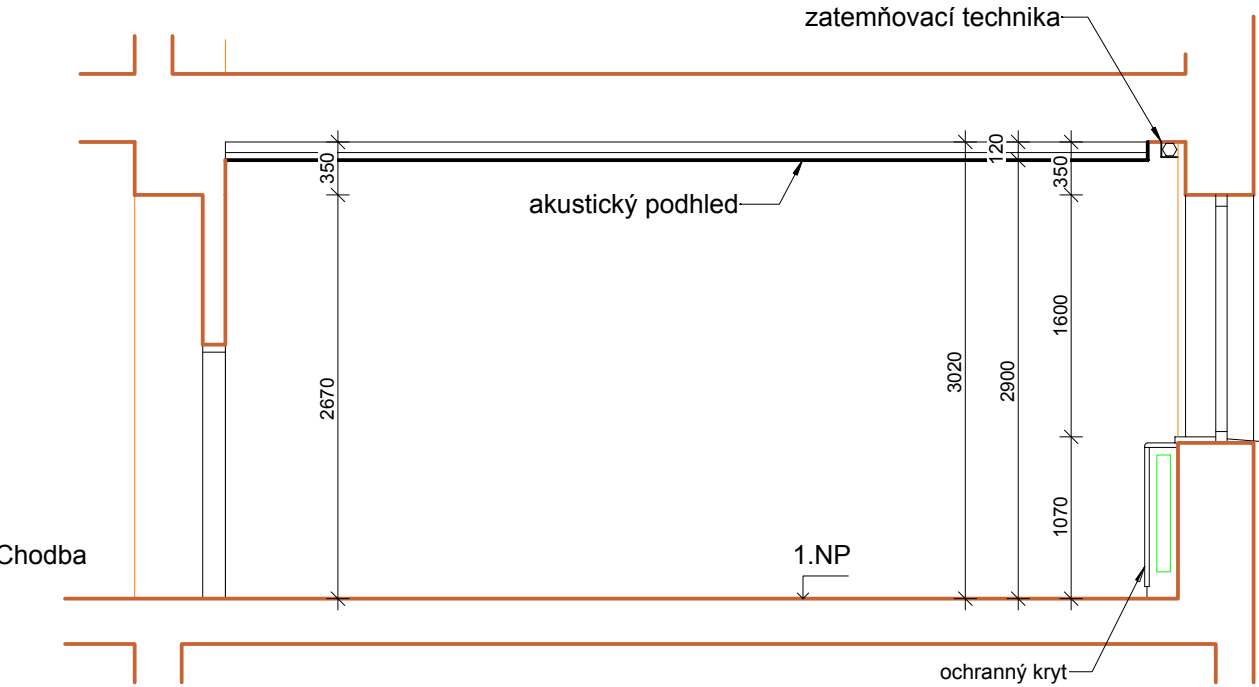 zatemňovací technika
350
120
350
akustický podhled
1600
2670
3020
2900
1070
Chodba
1.NP
ochranný kryt